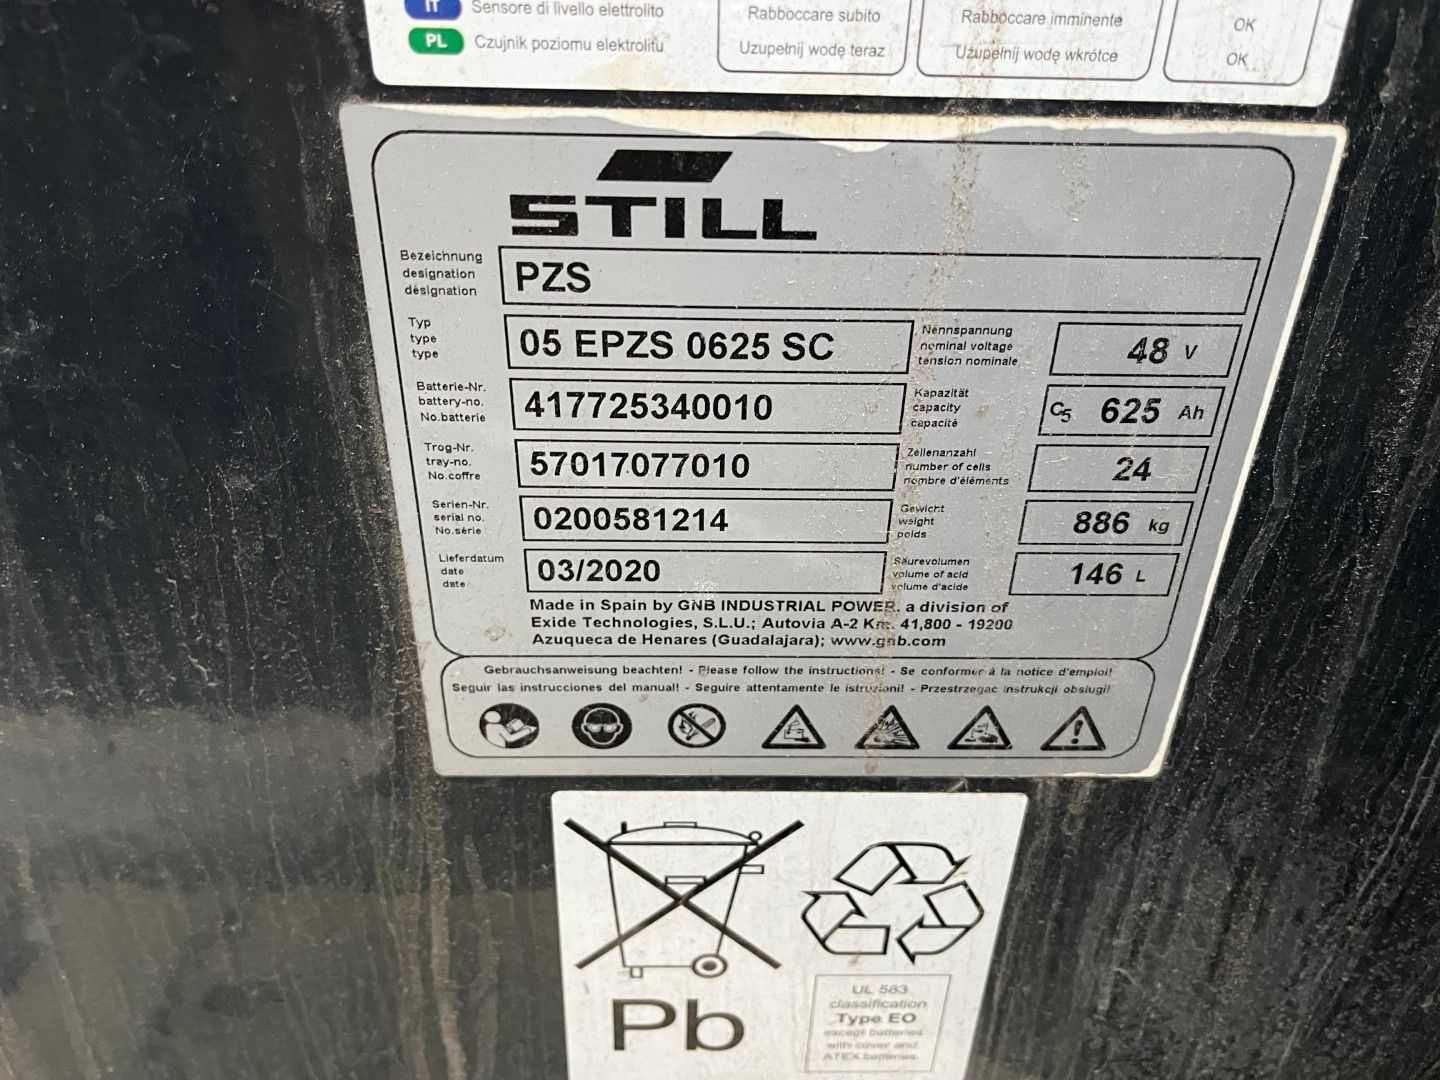 IT Sensore di livello elettrolito Rabboccare subito Rabboccare imminente OK
PL Czujnik poziomu elektrolitu Uzupełnij wodę teraz Uzupełnij wodę wkrótce OK
STILL
Bezeichnung
designation
désignation
PZS
Typ
type
type
05 EPZS 0625 SC
Nennspannung
nominal voltage
tension nominale
48 V
Batterie-Nr.
battery-no.
No.batterie
417725340010
Kapazität
capacity
capacité
C5 625 Ah
Trog-Nr.
tray-no.
No.coffre
57017077010
Zellenanzahl
number of cells
nombre d'éléments
24
Serien-Nr.
serial no.
No.série
0200581214
Gewicht
weight
poids
886 kg
Lieferdatum
date
date
03/2020
Säurevolumen
volume of acid
volume d'acide
146 L
Made in Spain by GNB INDUSTRIAL POWER. a division of
Exide Technologies, S.L.U.; Autovia A-2 Km. 41,800 - 19200
Azuqueca de Henares (Guadalajara); www.gnb.com
Gebrauchsanweisung beachten! - Please follow the instructions! - Se conformer à la notice d'emploi!
Seguir las instrucciones del manual! - Seguire attentamente le istruzioni! - Przestrzegac instrukcji obslugi!
Pb
UL 583
classification
Type EO
except batteries
with cover and
ATEX batteries